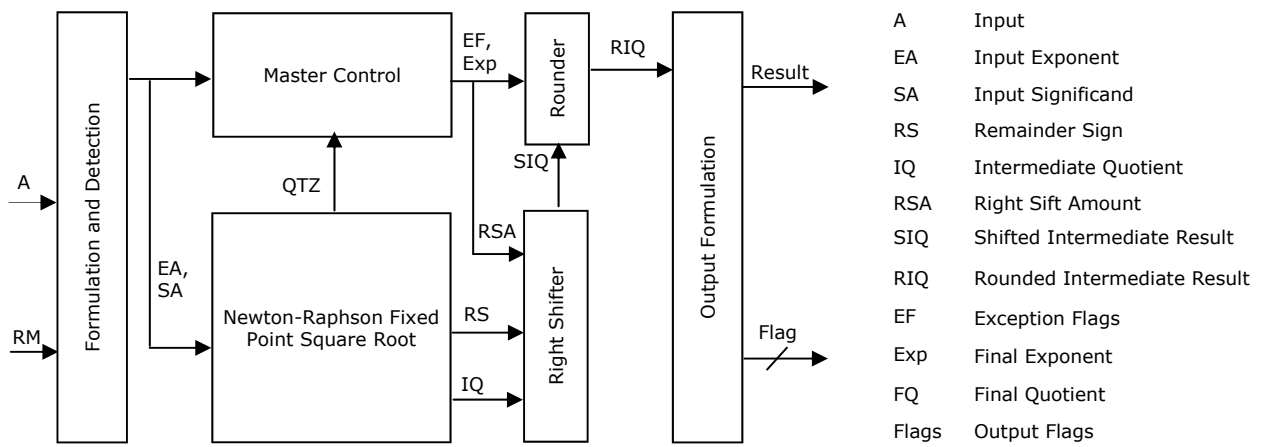 A
RM
Formulation and Detection
Master Control
EA,
SA
QTZ
Newton-Raphson Fixed
Point Square Root
EF,
Exp
RSA
RS
IQ
Rounder
SIQ
Right Shifter
RIQ
Output Formulation
Result
Flag
A Input
EA Input Exponent
SA Input Significand
RS Remainder Sign
IQ Intermediate Quotient
RSA Right Sift Amount
SIQ Shifted Intermediate Result
RIQ Rounded Intermediate Result
EF Exception Flags
Exp Final Exponent
FQ Final Quotient
Flags Output Flags